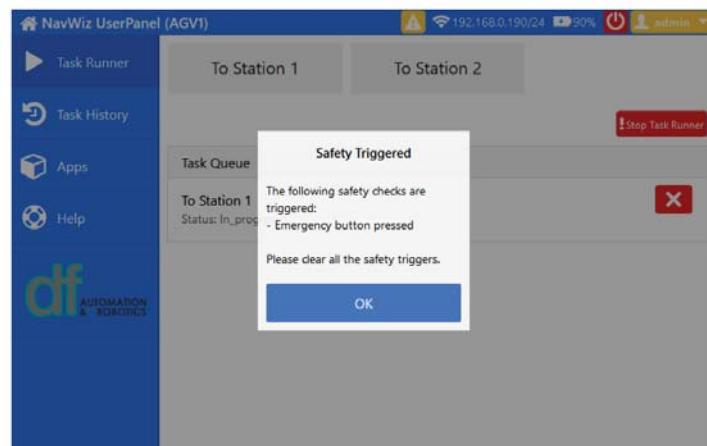 NavWiz UserPanel (AGV1) 192.168.0.190/24 90% admin
Task Runner
To Station 1 To Station 2
Task History
! Stop Task Runner
Apps
Task Queue
To Station 1
Status: In_prog
Help
df AUTOMATION
& ROBOTICS
Safety Triggered
The following safety checks are
triggered:
- Emergency button pressed
Please clear all the safety triggers.
OK